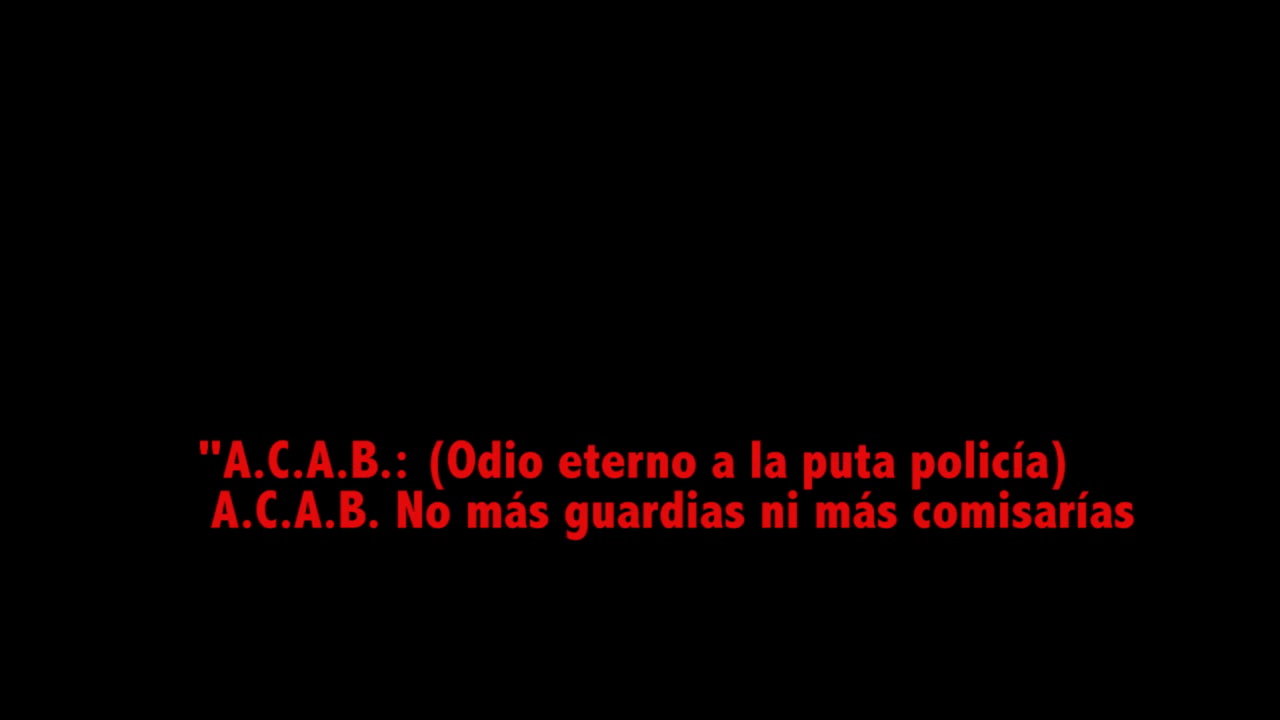 "A.C.A.B.: (Odio eterno a la puta policía)
A.C.A.B. No más guardias ni más comisarías